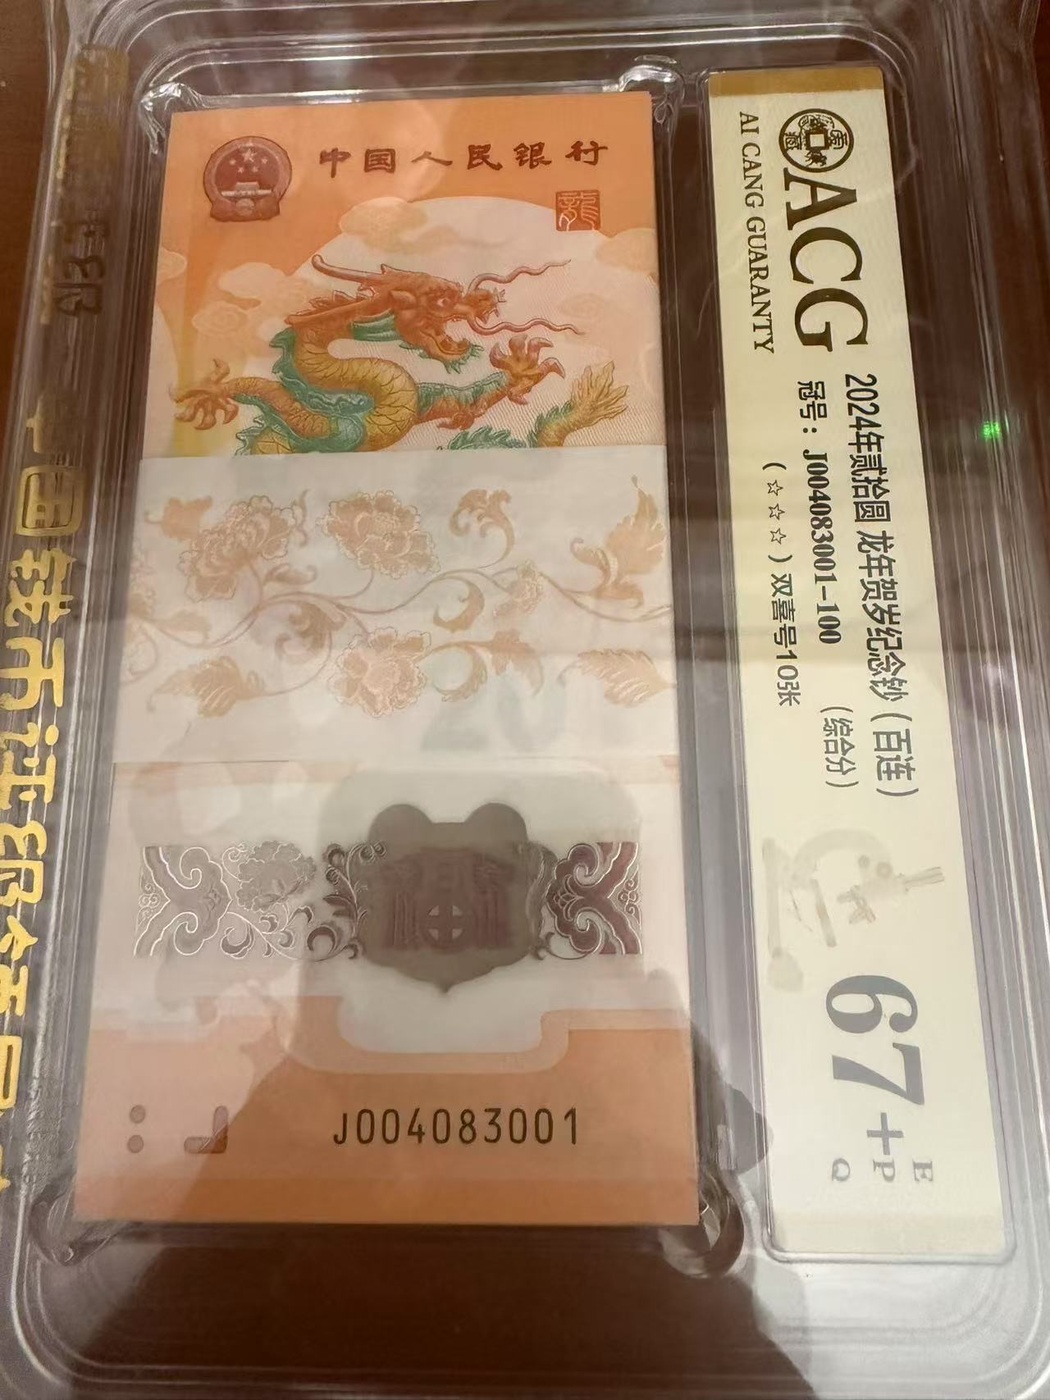 中国人民银行
龍
J004083001
ACG
AI CANG GUARANTY
2024年贰拾圆 龙年贺岁纪念钞（百连）
冠号：J004083001-100 （综合分）
（☆☆☆）双喜号10张
67+
E
P
Q